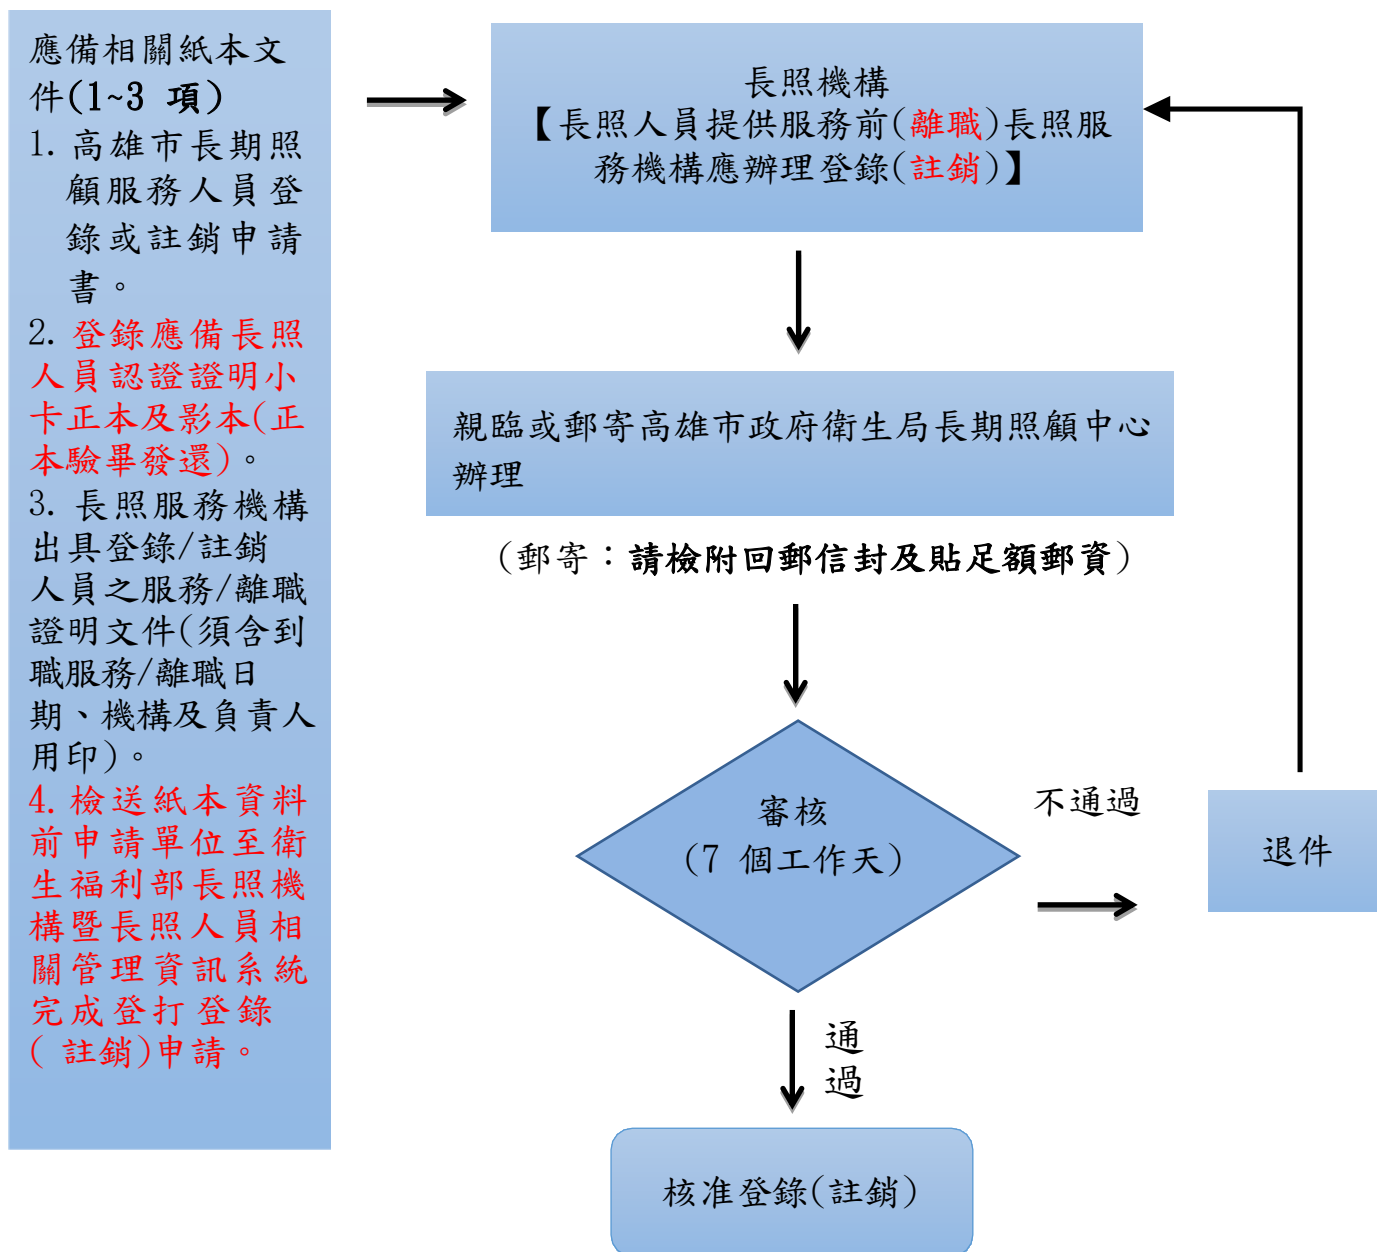 應備相關紙本文
件(1~3 項)
1. 高雄市長期照
顧服務人員登
錄或註銷申請
書。
2. 登錄應備長照
人員認證證明小
卡正本及影本(正
本驗畢發還)。
3. 長照服務機構
出具登錄/註銷
人員之服務/離職
證明文件(須含到
職服務/離職日
期、機構及負責人
用印)。
4. 檢送紙本資料
前申請單位至衛
生福利部長照機
構暨長照人員相
關管理資訊系統
完成登打登錄
( 註銷)申請。
長照機構
【長照人員提供服務前(離職)長照服
務機構應辦理登錄(註銷)】
親臨或郵寄高雄市政府衛生局長期照顧中心
辦理
(郵寄：請檢附回郵信封及貼足額郵資)
審核
(7 個工作天)
不通過
退件
通
過
核准登錄(註銷)